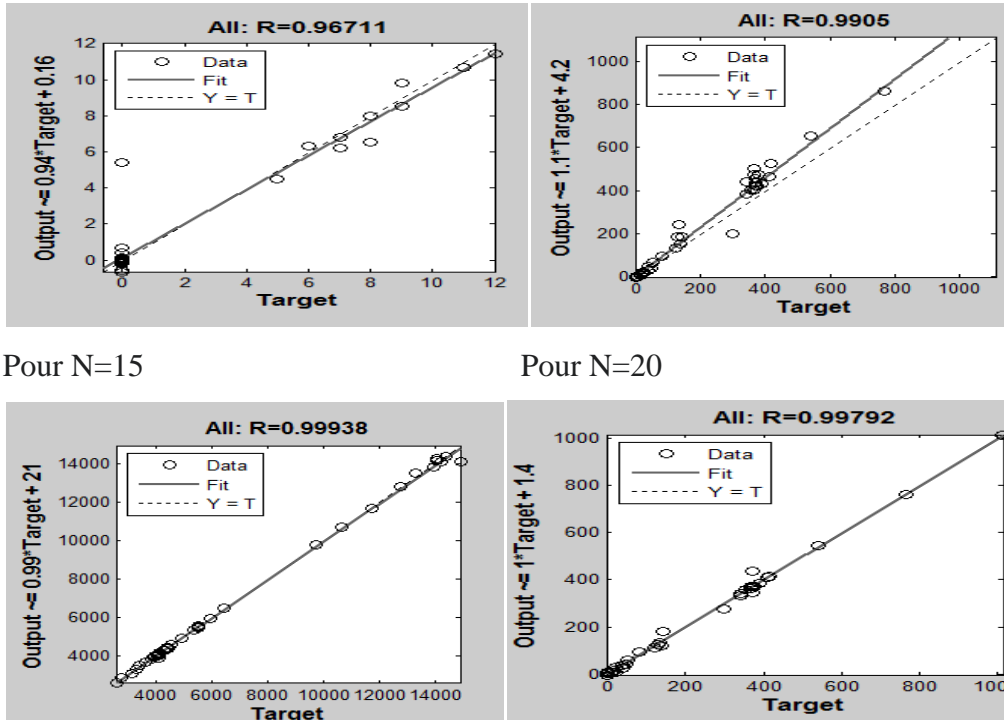 All: R=0.96711
Output ~= 0.94*Target + 0.16
12
10
8
6
4
2
0
Data
Fit
Y = T
0 2 4 6 8 10 12
Target
All: R=0.9905
Output ~= 1.1*Target + 4.2
1000
800
600
400
200
0
Data
Fit
Y = T
0 200 400 600 800 1000
Target
Pour N=15
Pour N=20
All: R=0.99938
Output ~= 0.99*Target + 21
14000
12000
10000
8000
6000
4000
Data
Fit
Y = T
4000 6000 8000 10000 12000 14000
Target
All: R=0.99792
Output ~= 1*Target + 1.4
1000
800
600
400
200
0
Data
Fit
Y = T
0 200 400 600 800
Target